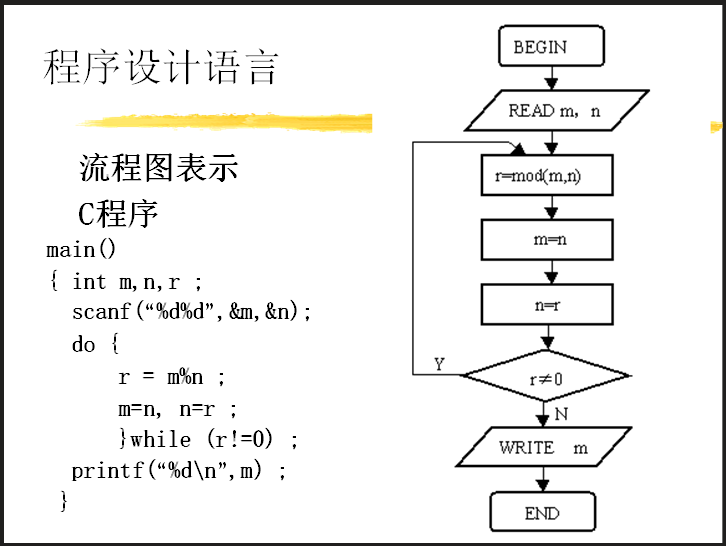 程序设计语言
流程图表示
C程序
main()
{ int m,n,r ;
scanf(“%d%d”,&m,&n);
do {
r = m%n ;
m=n, n=r ;
}while (r!=0) ;
printf(“%d\n”,m) ;
}
BEGIN
READ m, n
r=mod(m,n)
m=n
n=r
r≠0
Y
N
WRITE m
END